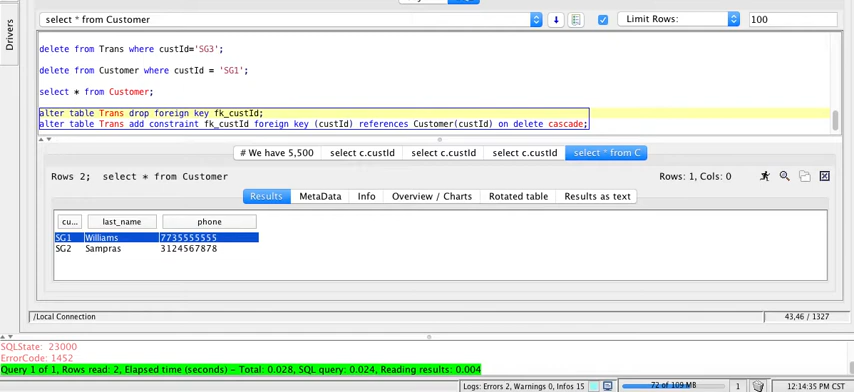 Drivers
select * from Customer
Limit Rows:
100
delete from Trans where custId='SG3';
delete from Customer where custId = 'SG1';
select * from Customer;
alter table Trans drop foreign key fk_custId;
alter table Trans add constraint fk_custId foreign key (custId) references Customer(custId) on delete cascade;
# We have 5,500
select c.custId
select c.custId
select c.custId
select * from C
Rows 2; select * from Customer
Rows: 1, Cols: 0
Results
MetaData
Info
Overview / Charts
Rotated table
Results as text
cu...
last_name
phone
SG1 Williams 7735555555
SG2 Sampras 3124567878
/Local Connection
43,46 / 1327
SQLState: 23000
ErrorCode: 1452
Query 1 of 1, Rows read: 2, Elapsed time (seconds) - Total: 0.028, SQL query: 0.024, Reading results: 0.004
Logs: Errors 2, Warnings 0, Infos 15
72 of 109 MB
1
12:14:35 PM CST